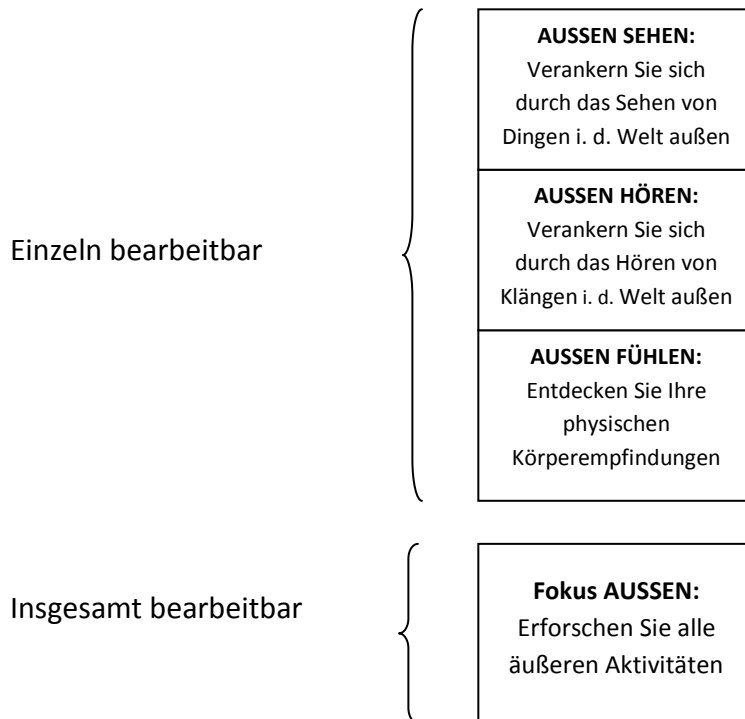 AUSSEN SEHEN:
Verankern Sie sich
durch das Sehen von
Dingen i. d. Welt außen
Einzeln bearbeitbar
AUSSEN HÖREN:
Verankern Sie sich
durch das Hören von
Klängen i. d. Welt außen
AUSSEN FÜHLEN:
Entdecken Sie Ihre
physischen
Körperempfindungen
Insgesamt bearbeitbar
Fokus AUSSEN:
Erforschen Sie alle
äußeren Aktivitäten